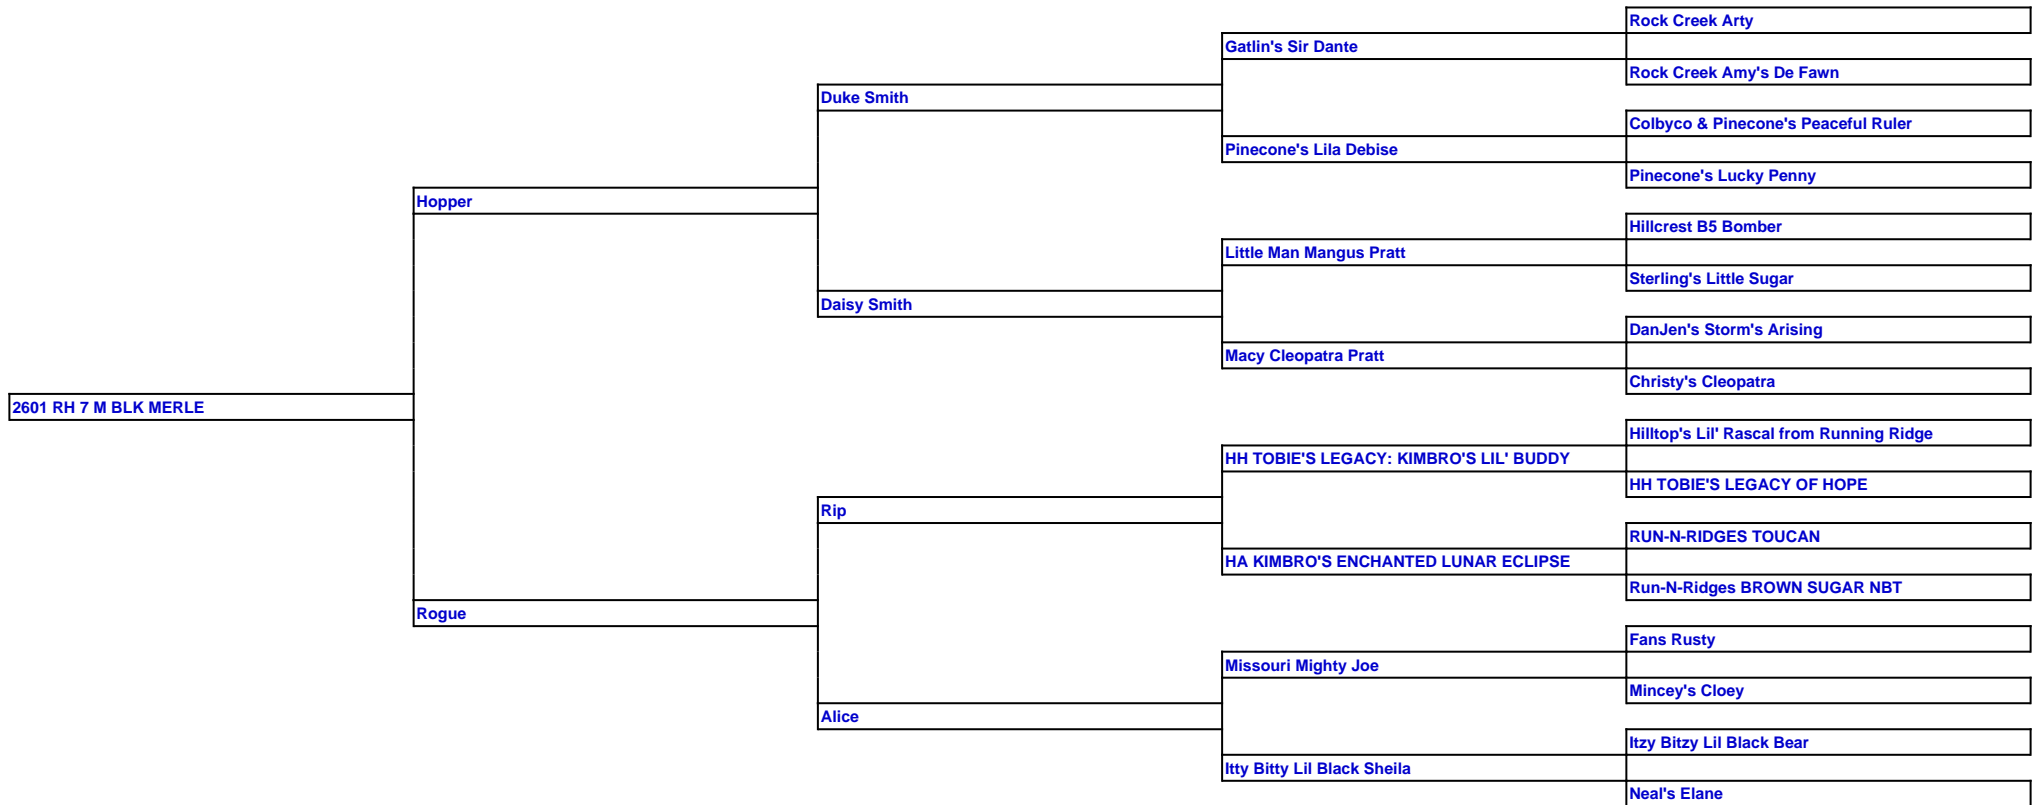 Rock Creek Arty
Gatlin's Sir Dante
Rock Creek Amy's De Fawn
Duke Smith
Colbyco & Pinecone's Peaceful Ruler
Pinecone's Lila Debise
Pinecone's Lucky Penny
Hopper
Hillcrest B5 Bomber
Little Man Mangus Pratt
Sterling's Little Sugar
Daisy Smith
DanJen's Storm's Arising
Macy Cleopatra Pratt
Christy's Cleopatra
2601 RH 7 M BLK MERLE
Hilltop's Lil' Rascal from Running Ridge
HH TOBIE'S LEGACY: KIMBRO'S LIL' BUDDY
HH TOBIE'S LEGACY OF HOPE
Rip
RUN-N-RIDGES TOUCAN
HA KIMBRO'S ENCHANTED LUNAR ECLIPSE
Run-N-Ridges BROWN SUGAR NBT
Rogue
Fans Rusty
Missouri Mighty Joe
Mincey's Cloey
Alice
Itzy Bitzy Lil Black Bear
Itty Bitty Lil Black Sheila
Neal's Elane